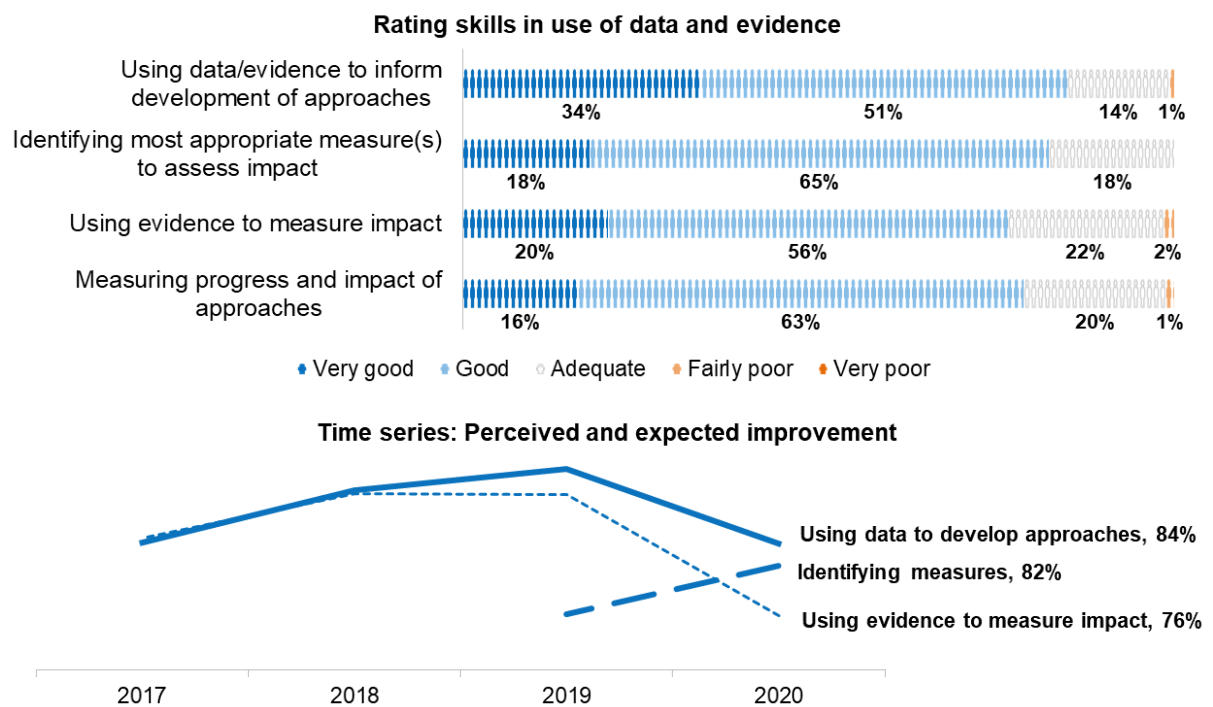 Rating skills in use of data and evidence
Using data/evidence to inform
development of approaches
34% 51% 14% 1%
Identifying most appropriate measure(s)
to assess impact
18% 65% 18%
Using evidence to measure impact
20% 56% 22% 2%
Measuring progress and impact of
approaches
16% 63% 20% 1%
Very good Good Adequate Fairly poor Very poor
Time series: Perceived and expected improvement
Using data to develop approaches, 84%
Identifying measures, 82%
Using evidence to measure impact, 76%
2017 2018 2019 2020